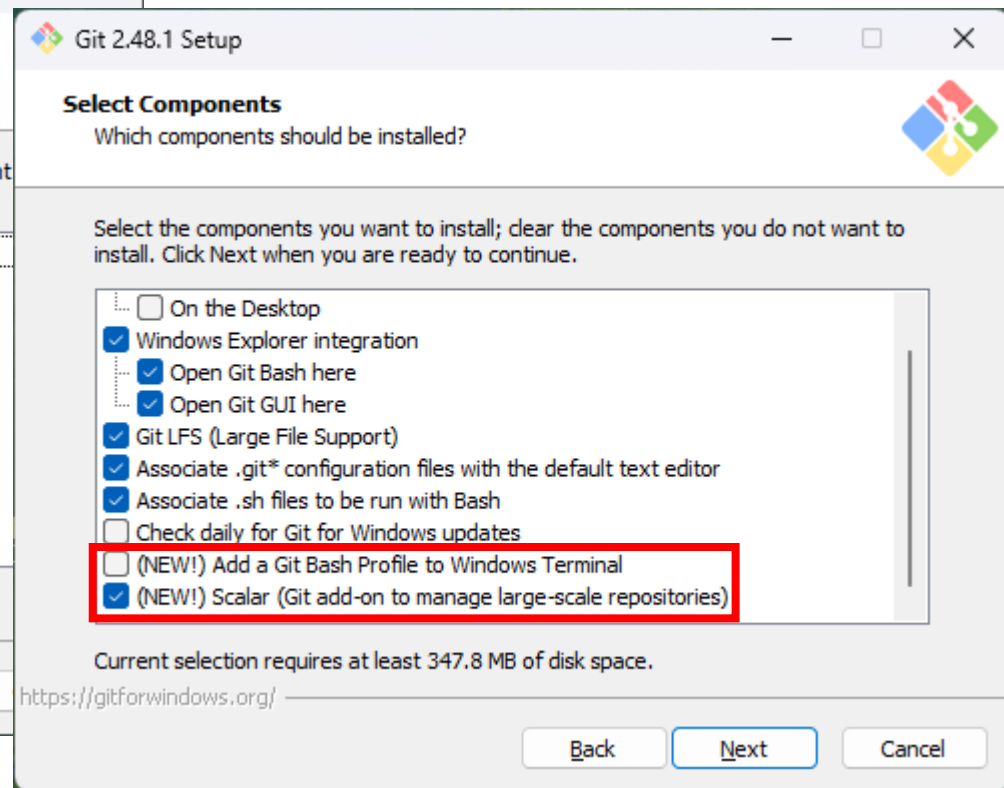 Git 2.48.1 Setup
Select Components
Which components should be installed?
Select the components you want to install; clear the components you do not want to
install. Click Next when you are ready to continue.
On the Desktop
Windows Explorer integration
Open Git Bash here
Open Git GUI here
Git LFS (Large File Support)
Associate .git* configuration files with the default text editor
Associate .sh files to be run with Bash
Check daily for Git for Windows updates
(NEW!) Add a Git Bash Profile to Windows Terminal
(NEW!) Scalar (Git add-on to manage large-scale repositories)
Current selection requires at least 347.8 MB of disk space.
https://gitforwindows.org/
Back Next Cancel